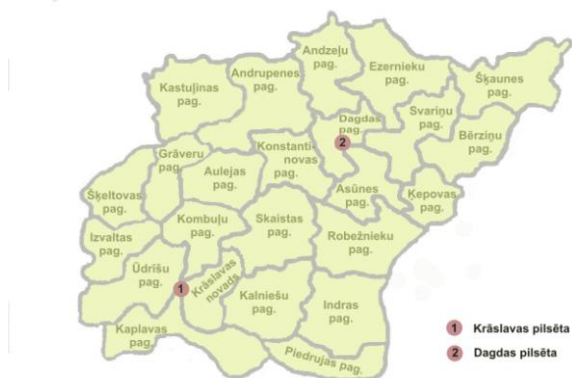 Andzeļu
pag.
Ezernieku
pag.
Šķaunes
pag.
Kastuļinas
pag.
Andrupenes
pag.
Svariņu
pag.
Dagdas
pag.
2
Bērziņu
pag.
Grāveru
pag.
Konstanti-
novas
pag.
Aulejas
pag.
Šķeltovas
pag.
Asūnes
pag.
Ķepovas
pag.
Kombuļu
pag.
Skaistas
pag.
Izvaltas
pag.
Robežnieku
pag.
Ūdrīšu
pag.
1
Krāslavas
novads
Kalniešu
pag.
Indras
pag.
Kaplavas
pag.
Piedrujas pag.
1 Krāslavas pilsēta
2 Dagdas pilsēta